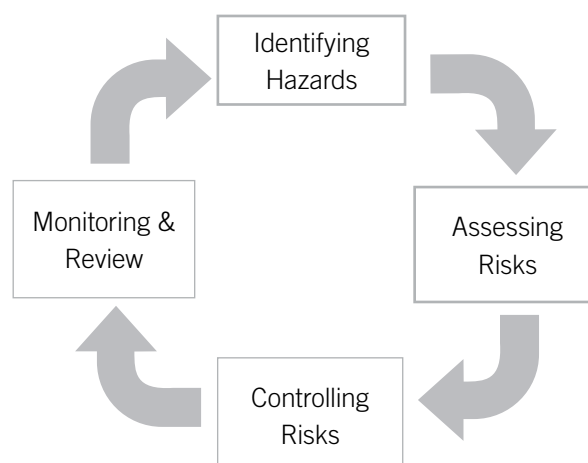 Identifying
Hazards
Assessing
Risks
Controlling
Risks
Monitoring &
Review